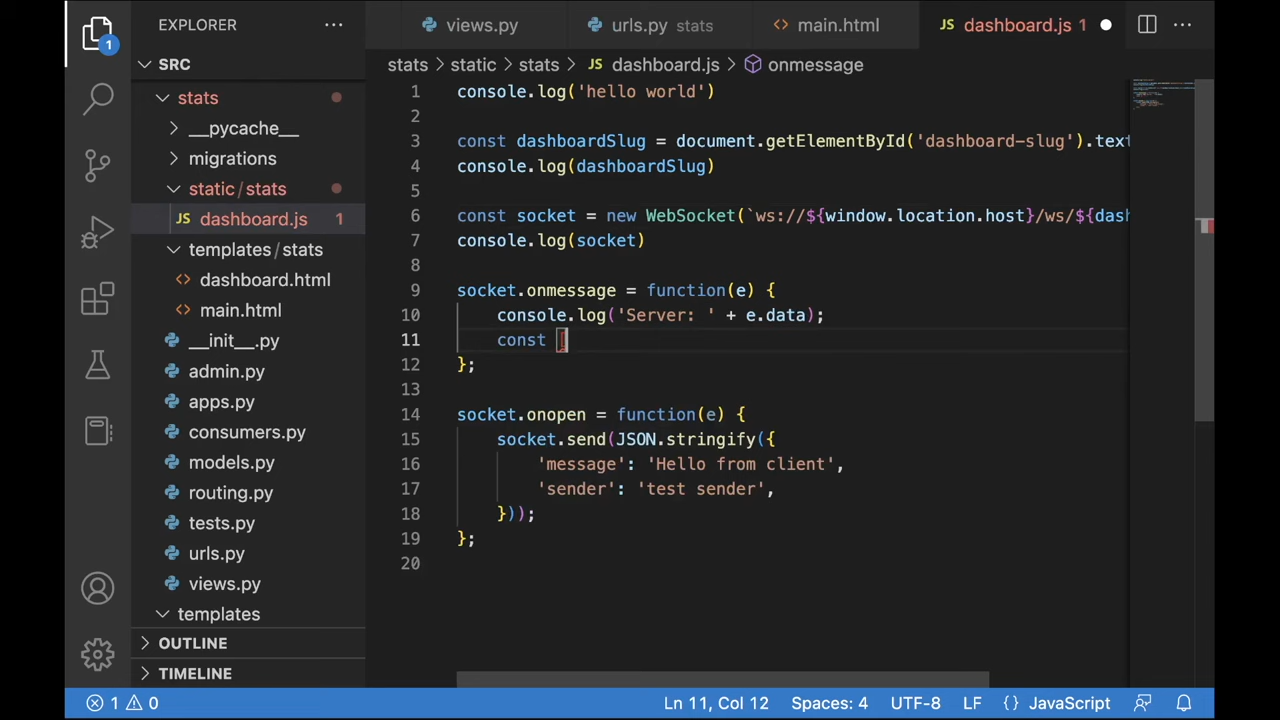 EXPLORER
···
views.py
urls.py stats
main.html
JS dashboard.js 1
···
1
SRC
stats > static > stats > JS dashboard.js > onmessage
stats
__pycache__
migrations
static/stats
JS dashboard.js 1
templates/stats
dashboard.html
main.html
__init__.py
admin.py
apps.py
consumers.py
models.py
routing.py
tests.py
urls.py
views.py
templates
OUTLINE
TIMELINE
1 console.log('hello world')
2
3 const dashboardSlug = document.getElementById('dashboard-slug').text
4 console.log(dashboardSlug)
5
6 const socket = new WebSocket(`ws://${window.location.host}/ws/${dash
7 console.log(socket)
8
9 socket.onmessage = function(e) {
10 console.log('Server: ' + e.data);
11 const
12 };
13
14 socket.onopen = function(e) {
15 socket.send(JSON.stringify({
16 'message': 'Hello from client',
17 'sender': 'test sender',
18 }));
19 };
20
1 0 Ln 11, Col 12 Spaces: 4 UTF-8 LF {} JavaScript